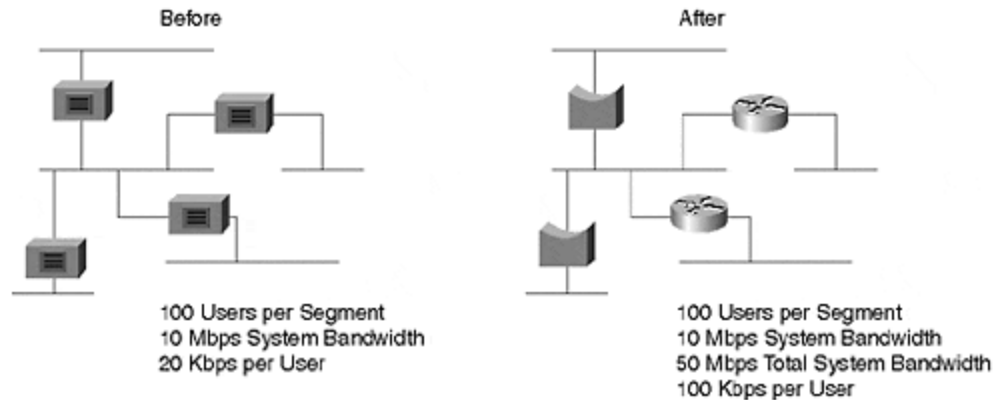 Before
After
100 Users per Segment
10 Mbps System Bandwidth
20 Kbps per User
100 Users per Segment
10 Mbps System Bandwidth
50 Mbps Total System Bandwidth
100 Kbps per User